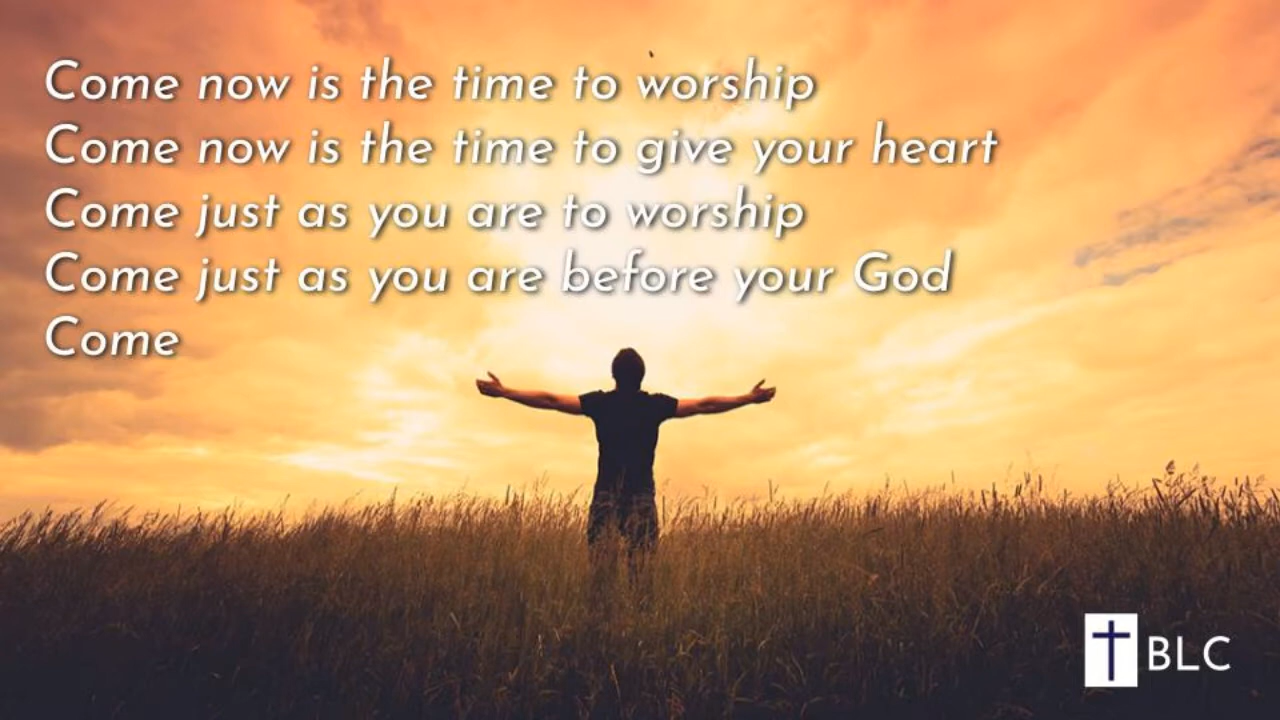 Come now is the time to worship
Come now is the time to give your heart
Come just as you are to worship
Come just as you are before your God
Come
BLC